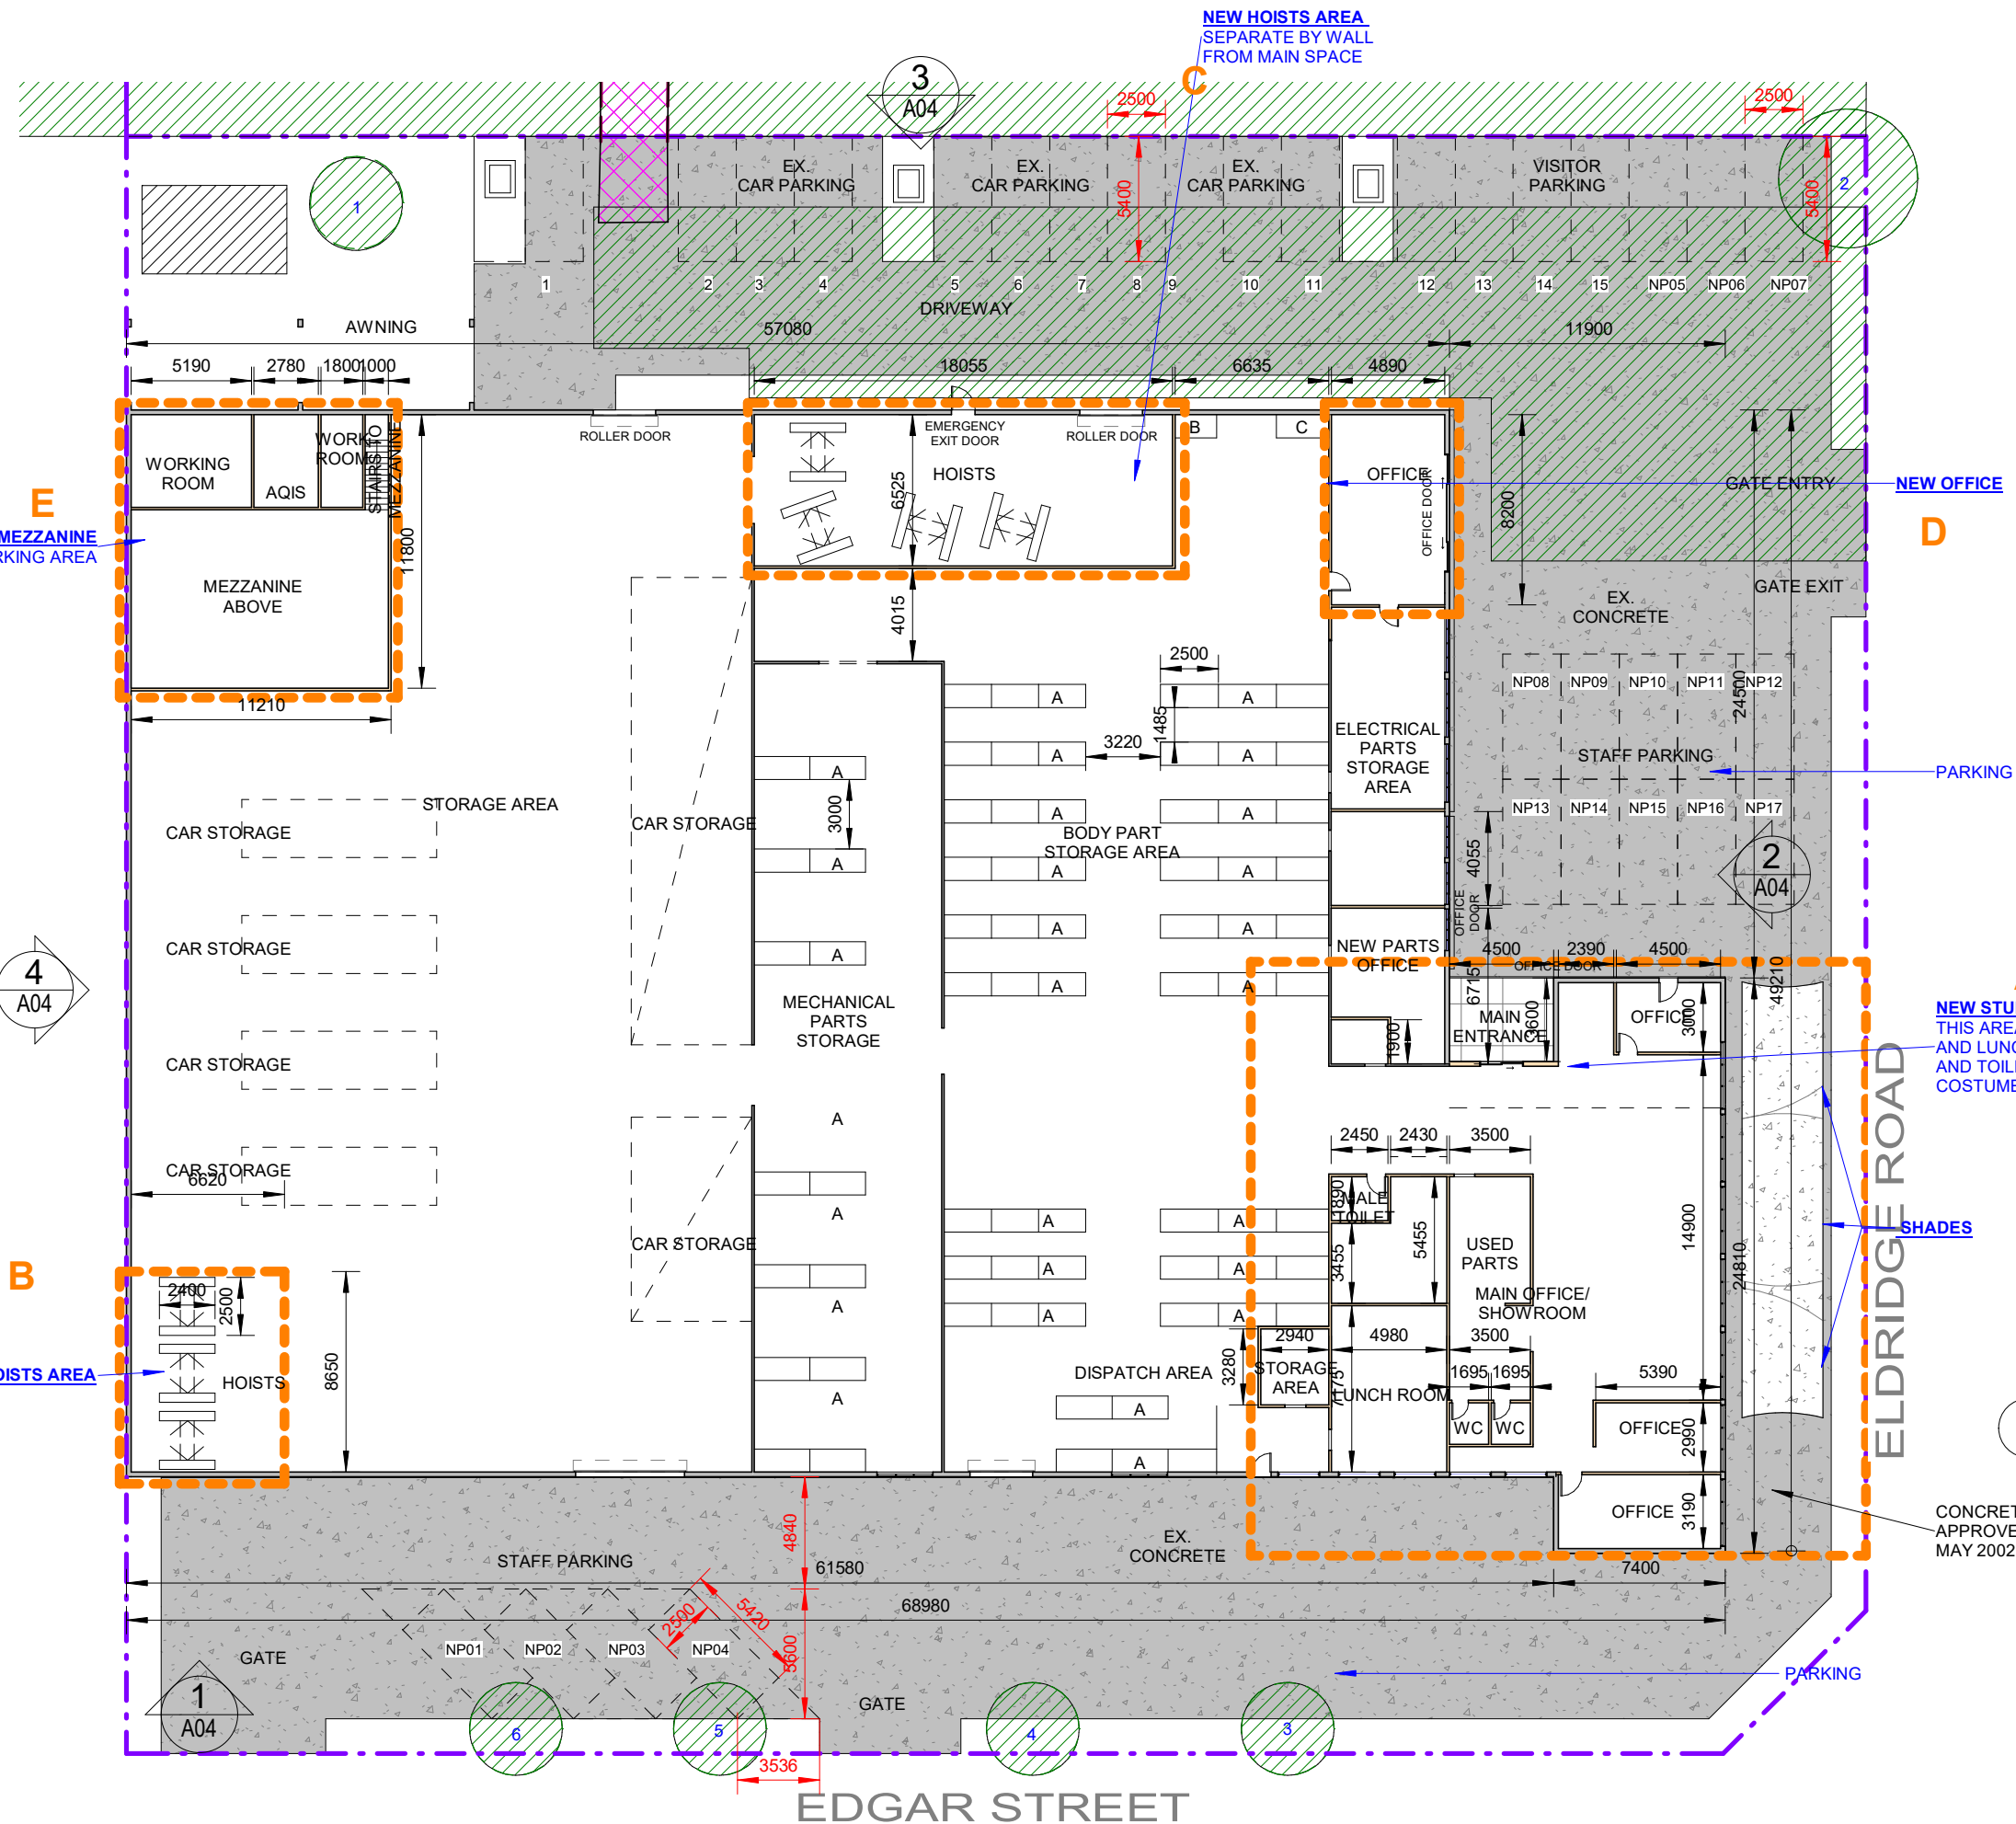 NEW HOISTS AREA
SEPARATE BY WALL
FROM MAIN SPACE
C
3
A04
2500
2500
EX.
CAR PARKING
EX.
CAR PARKING
EX.
CAR PARKING
VISITOR
PARKING
5400
5400
1
2
1
2
3
4
5
6
7
8
9
10
11
12
13
14
15
NP05
NP06
NP07
DRIVEWAY
AWNING
57080
11900
5190
2780
1800
1000
18055
6635
4890
ROLLER DOOR
EMERGENCY
EXIT DOOR
ROLLER DOOR
B
C
WORKING
ROOM
AQIS
WORK
ROOM
STAIRS TO
MEZZANINE
HOISTS
6525
OFFICE
OFFICE DOOR
8200
GATE ENTRY
NEW OFFICE
D
E
MEZZANINE
RKING AREA
MEZZANINE
ABOVE
11800
4015
EX.
CONCRETE
GATE EXIT
11210
2500
1485
3220
A
A
A
A
A
A
A
A
A
A
A
A
NP08
NP09
NP10
NP11
NP12
24500
ELECTRICAL
PARTS
STORAGE
AREA
STAFF PARKING
PARKING
NP13
NP14
NP15
NP16
NP17
STORAGE AREA
CAR STORAGE
CAR STORAGE
A
3000
A
A
BODY PART
STORAGE AREA
4055
2
A04
CAR STORAGE
OFFICE
DOOR
NEW PARTS
OFFICE
4500
2390
4500
OFFICE DOOR
6715
49210
4
A04
MECHANICAL
PARTS
STORAGE
MAIN
ENTRANCE
3600
OFFICE
3000
1900
NEW STU
THIS AREA
AND LUNC
AND TOIL
COSTUME
CAR STORAGE
A
2450
2430
3500
CAR STORAGE
6620
1890
MALE
TOILET
A
A
A
A
A
A
A
5455
3455
14900
SHADES
ELDRIDGE ROAD
CAR STORAGE
USED
PARTS
MAIN OFFICE/
SHOWROOM
24810
B
2400
2500
A
8650
HOISTS
OISTS AREA
A
DISPATCH AREA
3280
2940
4980
3500
STORAGE
AREA
7175
LUNCH ROOM
1695
1695
5390
WC
WC
OFFICE
2990
A
A
OFFICE
3190
CONCRET
APPROVE
MAY 2002
4840
STAFF PARKING
EX.
CONCRETE
61580
7400
68980
2500
5420
5600
NP01
NP02
NP03
NP04
GATE
GATE
PARKING
1
A04
6
5
4
3
3536
EDGAR STREET